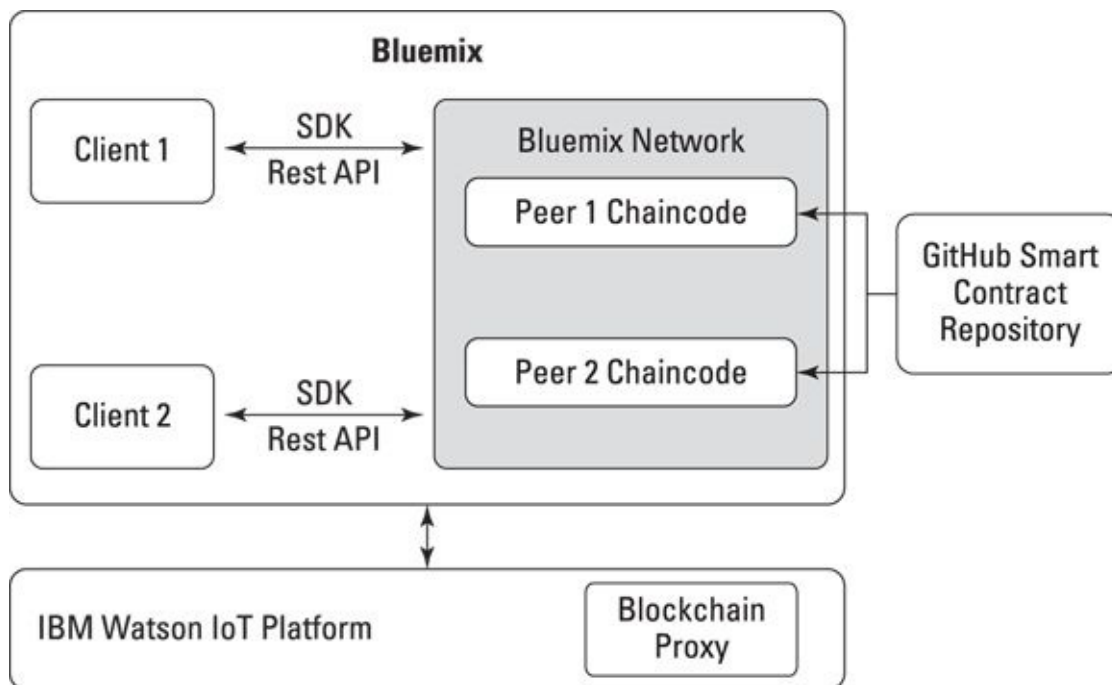 Bluemix
Client 1
SDK
Rest API
Bluemix Network
Peer 1 Chaincode
GitHub Smart
Contract
Repository
Peer 2 Chaincode
Client 2
SDK
Rest API
IBM Watson IoT Platform
Blockchain
Proxy